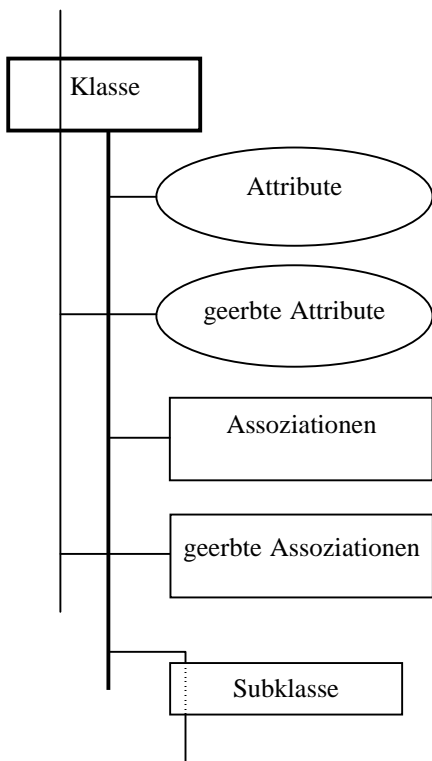 Klasse
Attribute
geerbte Attribute
Assoziationen
geerbte Assoziationen
Subklasse